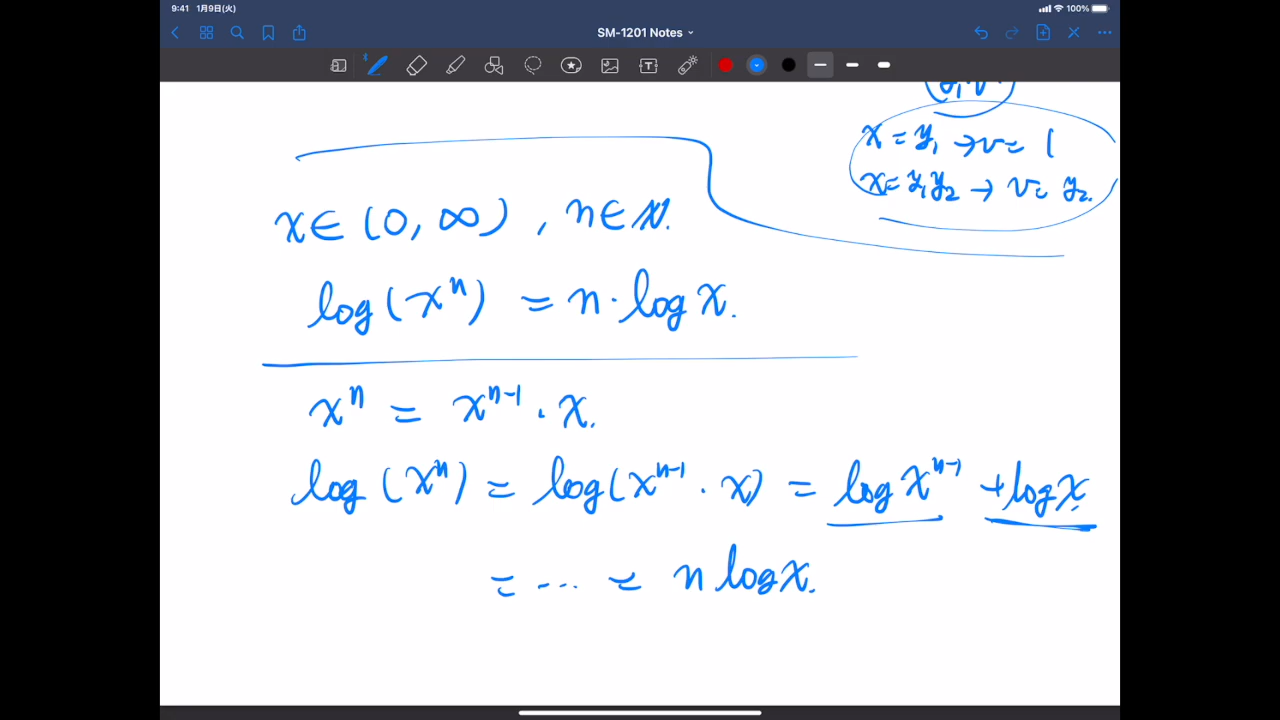 9:41 1月9日(火) 100%
SM-1201 Notes
x = y₁ → v = 1
x = y₁y₂ → v = y₂.
x ∈ (0, ∞), n ∈ ℕ.
log(xⁿ) = n · log x.
xⁿ = xⁿ⁻¹ · x.
log(xⁿ) = log(xⁿ⁻¹ · x) = log xⁿ⁻¹ + log x.
= ... = n log x.